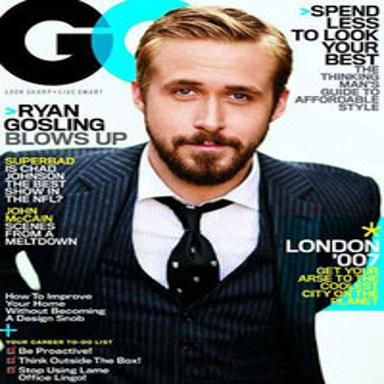 GQ
LOOK SHARP + LIVE SMART
>SPEND
LESS
TO LOOK
YOUR
BEST
THE
THINKING
MAN'S
GUIDE TO
AFFORDABLE
STYLE
>RYAN
GOSLING
BLOWS UP
SUPERBAD
IS CHAD
JOHNSON
THE BEST
SHOW IN
THE NFL?
JOHN
McCAIN
SCENES
FROM A
MELTDOWN
*
LONDON
'007
GET YOUR
ARSE TO THE
COOLEST
CITY ON THE
PLANET
How To Improve
Your Home
Without Becoming
A Design Snob
+
YOUR CAREER TO-DO LIST
Be Proactive!
Think Outside The Box!
Stop Using Lame
Office Lingo!